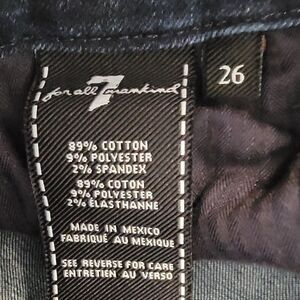 for all 7 mankind
26
89% COTTON
9% POLYESTER
2% SPANDEX
89% COTON
9% POLYESTER
2% ÉLASTHANNE
MADE IN MEXICO
FABRIQUÉ AU MEXIQUE
SEE REVERSE FOR CARE
ENTRETIEN AU VERSO